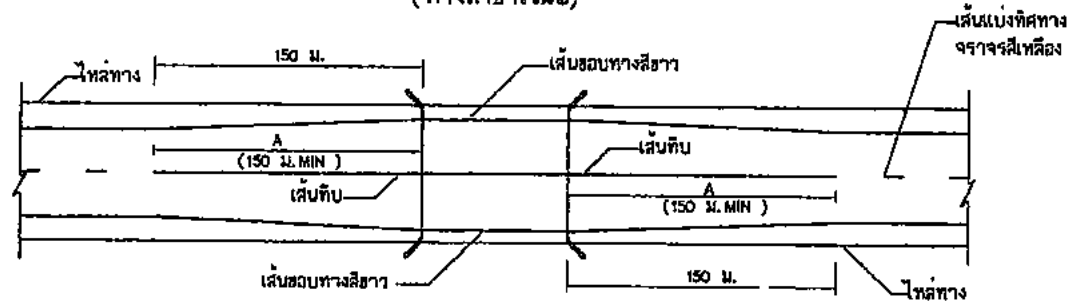 เส้นแบ่งทิศทาง
จราจรสีเหลือง
150 ม.
ไหล่ทาง
เส้นขอบทางสีขาว
A
(150 ม.MIN )
เส้นทึบ
เส้นทึบ
A
(150 ม.MIN )
เส้นขอบทางสีขาว
150 ม.
ไหล่ทาง